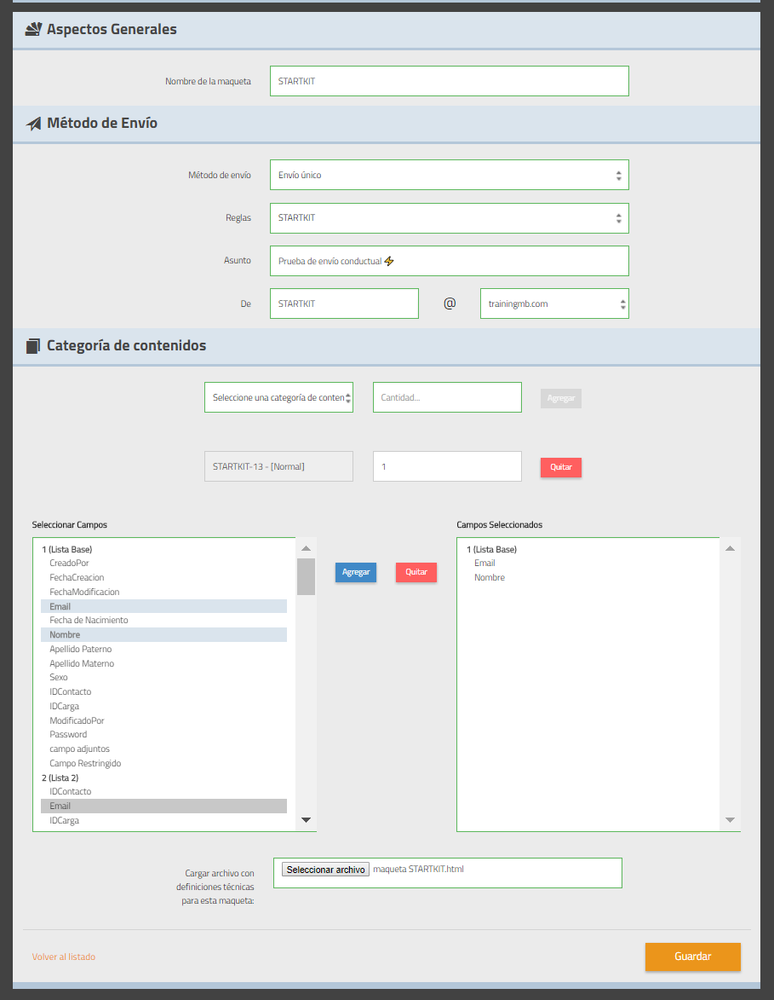 Aspectos Generales
Nombre de la maqueta
STARTKIT
Método de Envío
Método de envío
Envío único
Reglas
STARTKIT
Asunto
Prueba de envío conductual ⚡
De
STARTKIT
@
trainingmb.com
Categoría de contenidos
Seleccione una categoría de conten
Cantidad...
Agregar
STARTKIT-13 - [Normal]
1
Quitar
Seleccionar Campos
1 (Lista Base)
CreadoPor
FechaCreacion
FechaModificacion
Email
Fecha de Nacimiento
Nombre
Apellido Paterno
Apellido Materno
Sexo
IDContacto
IDCarga
ModificadoPor
Password
campo adjuntos
Campo Restringido
2 (Lista 2)
IDContacto
Email
IDCarga
Agregar
Quitar
Campos Seleccionados
1 (Lista Base)
Email
Nombre
Cargar archivo con
definiciones técnicas
para esta maqueta:
Seleccionar archivo
maqueta STARTKIT.html
Volver al listado
Guardar